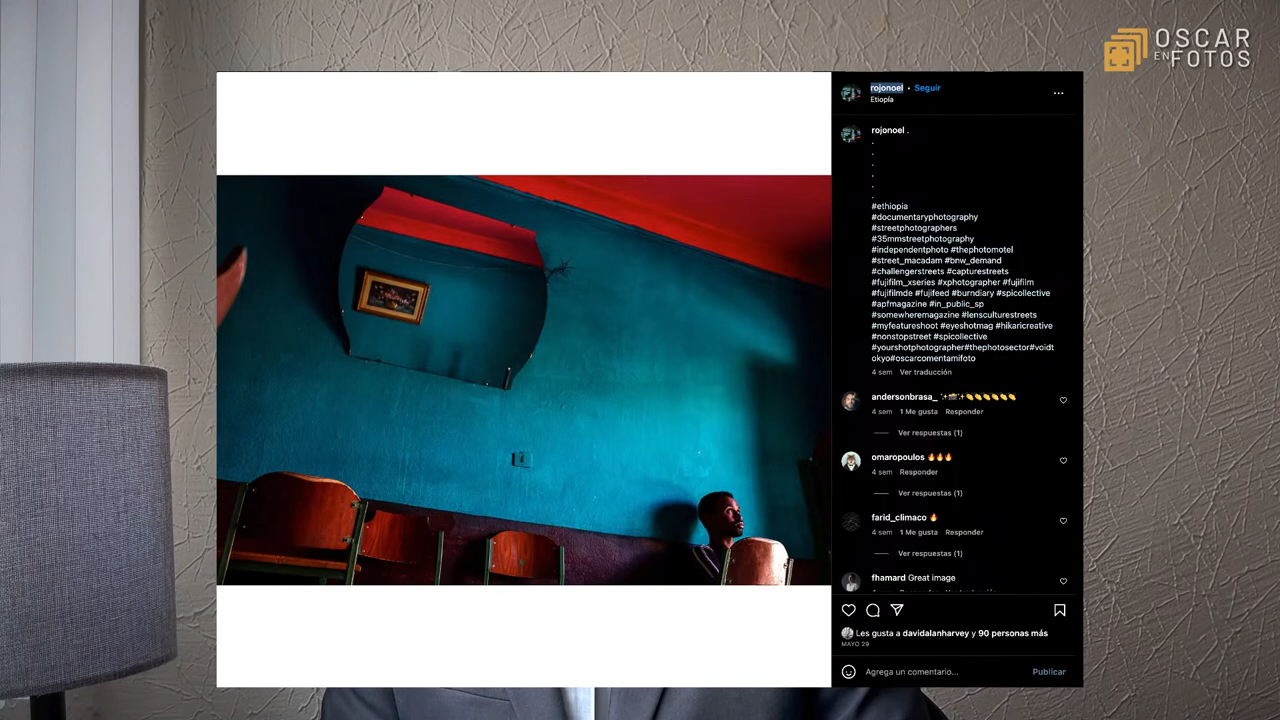 OSCAR
EN FOTOS
rojonoel • Seguir
Etiopía
rojonoel .
.
.
.
.
.
.
#ethiopia
#documentaryphotography
#streetphotographers
#35mmstreetphotography
#independentphoto #thephotomotel
#street_macadam #bnw_demand
#challengerstreets #capturestreets
#fujifilm_xseries #xphotographer #fujifilm
#fujifilmde #fujifeed #burndiary #spicollective
#apfmagazine #in_public_sp
#somewheremagazine #lensculturestreets
#myfeatureshoot #eyeshotmag #hikaricreative
#nonstopstreet #spicollective
#yourshotphotographer#thephotosector#voidt
okyo#oscarcomentamifoto
4 sem Ver traducción
andersonbrasa_ ✨📸✨👏👏👏👏👏👏
4 sem 1 Me gusta Responder
Ver respuestas (1)
omaropoulos 🔥🔥🔥
4 sem Responder
Ver respuestas (1)
farid_climaco 🔥
4 sem 1 Me gusta Responder
Ver respuestas (1)
fhamard Great image
Les gusta a davidalanharvey y 90 personas más
MAYO 29
Agrega un comentario... Publicar